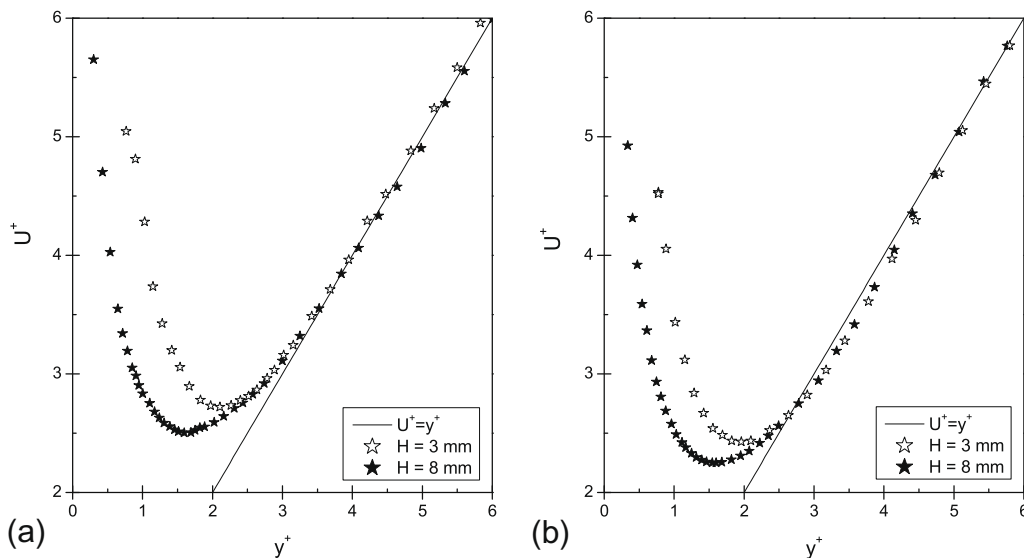 6
5
4
3
2
U⁺
0 1 2 3 4 5 6
y⁺
U⁺=y⁺
H = 3 mm
H = 8 mm
(a)
6
5
4
3
2
U⁺
0 1 2 3 4 5 6
y⁺
U⁺=y⁺
H = 3 mm
H = 8 mm
(b)